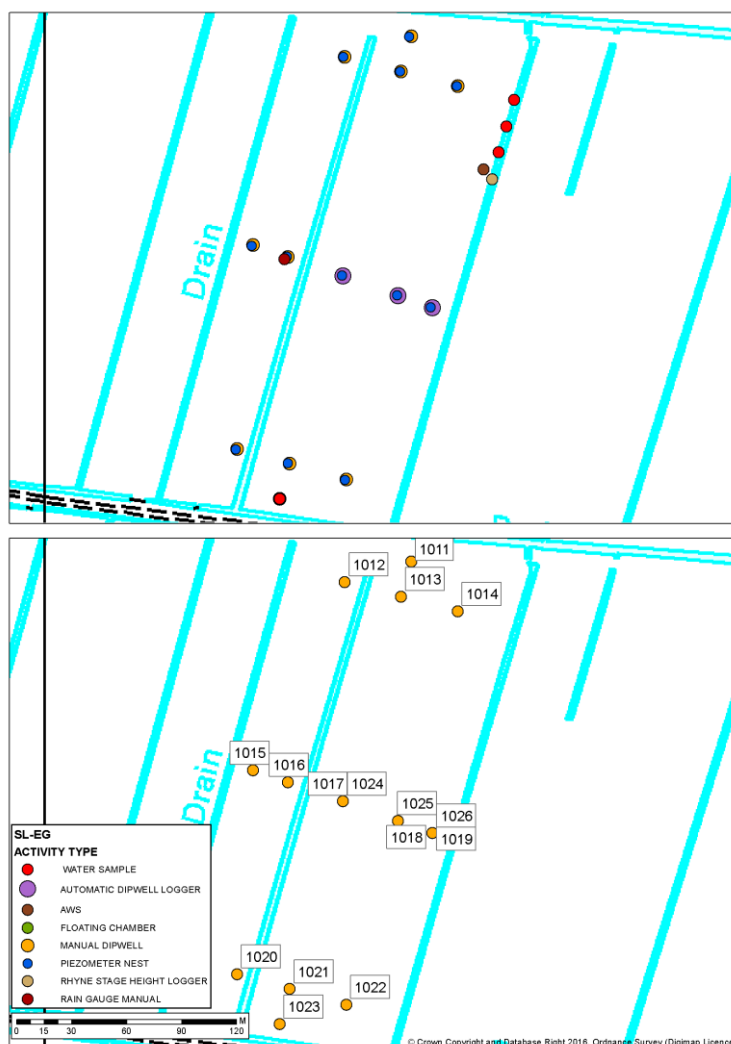 Drain
1011
1012
1013
1014
1015
1016
1017
1024
1025
1026
1018
1019
Drain
SL-EG
ACTIVITY TYPE
WATER SAMPLE
AUTOMATIC DIPWELL LOGGER
AWS
FLOATING CHAMBER
MANUAL DIPWELL
PIEZOMETER NEST
RHYNE STAGE HEIGHT LOGGER
RAIN GAUGE MANUAL
1020
1021
1022
1023
M
0 15 30 60 90 120
© Crown Copyright and Database Right 2016. Ordnance Survey (Digimap Licence